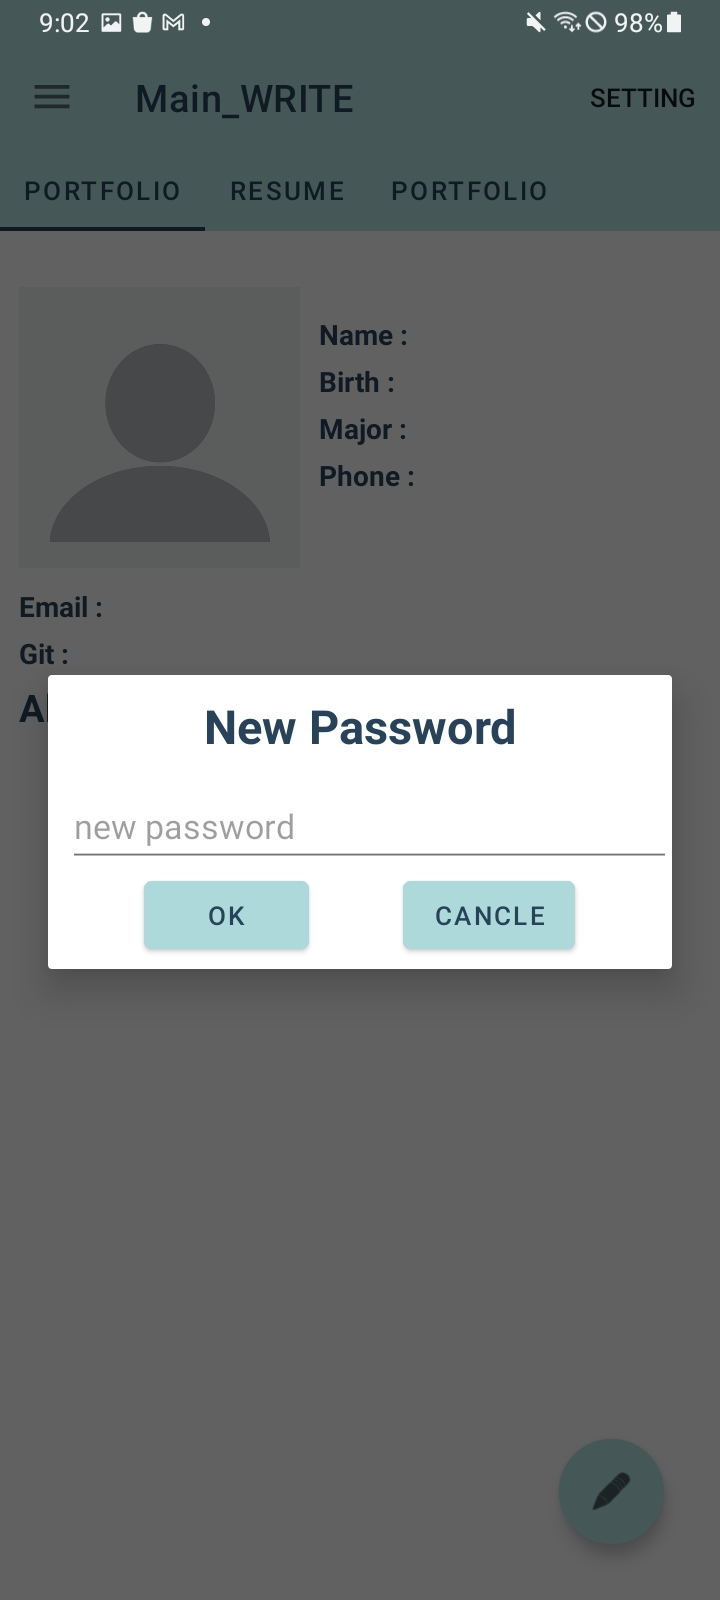 9:02 98%
Main_WRITE SETTING
PORTFOLIO RESUME PORTFOLIO
Name :
Birth :
Major :
Phone :
Email :
Git :
New Password
new password
OK CANCLE